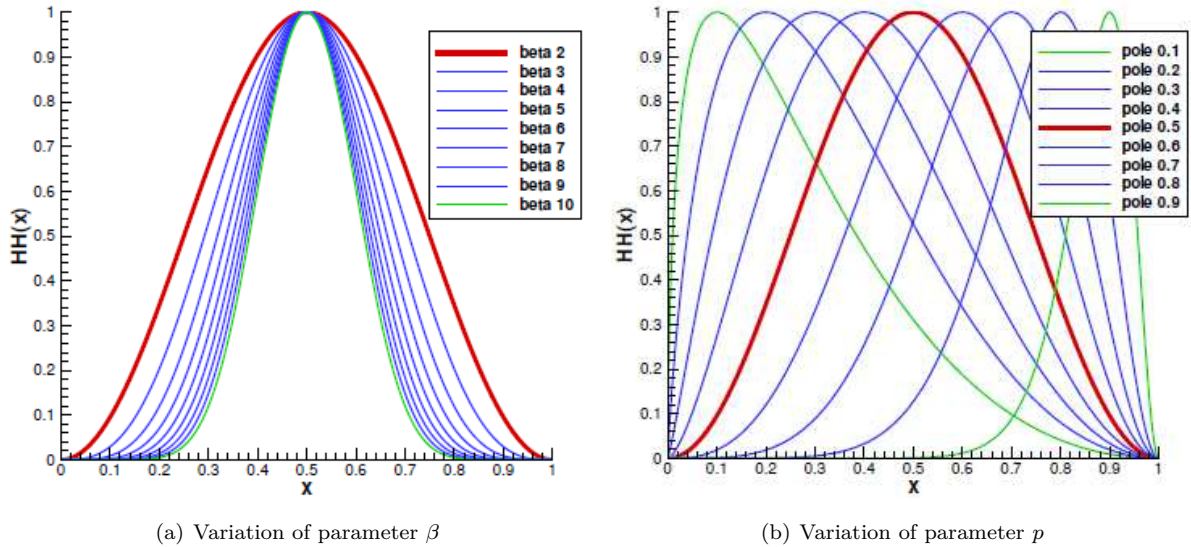 1
0.9
0.8
0.7
0.6
0.5
0.4
0.3
0.2
0.1
0
HH(x)
0 0.1 0.2 0.3 0.4 0.5 0.6 0.7 0.8 0.9 1
X
beta 2
beta 3
beta 4
beta 5
beta 6
beta 7
beta 8
beta 9
beta 10
(a) Variation of parameter β
1
0.9
0.8
0.7
0.6
0.5
0.4
0.3
0.2
0.1
0
HH(x)
0 0.1 0.2 0.3 0.4 0.5 0.6 0.7 0.8 0.9 1
X
pole 0.1
pole 0.2
pole 0.3
pole 0.4
pole 0.5
pole 0.6
pole 0.7
pole 0.8
pole 0.9
(b) Variation of parameter p